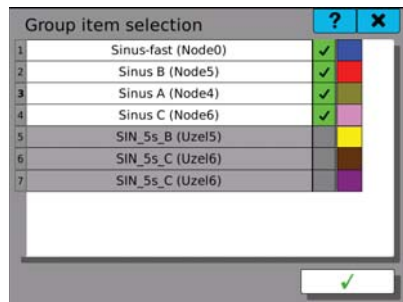 Group item selection ?
1 Sinus-fast (Node0)
2 Sinus B (Node5)
3 Sinus A (Node4)
4 Sinus C (Node6)
5 SIN_5s_B (Uzel5)
6 SIN_5s_C (Uzel6)
7 SIN_5s_C (Uzel6)